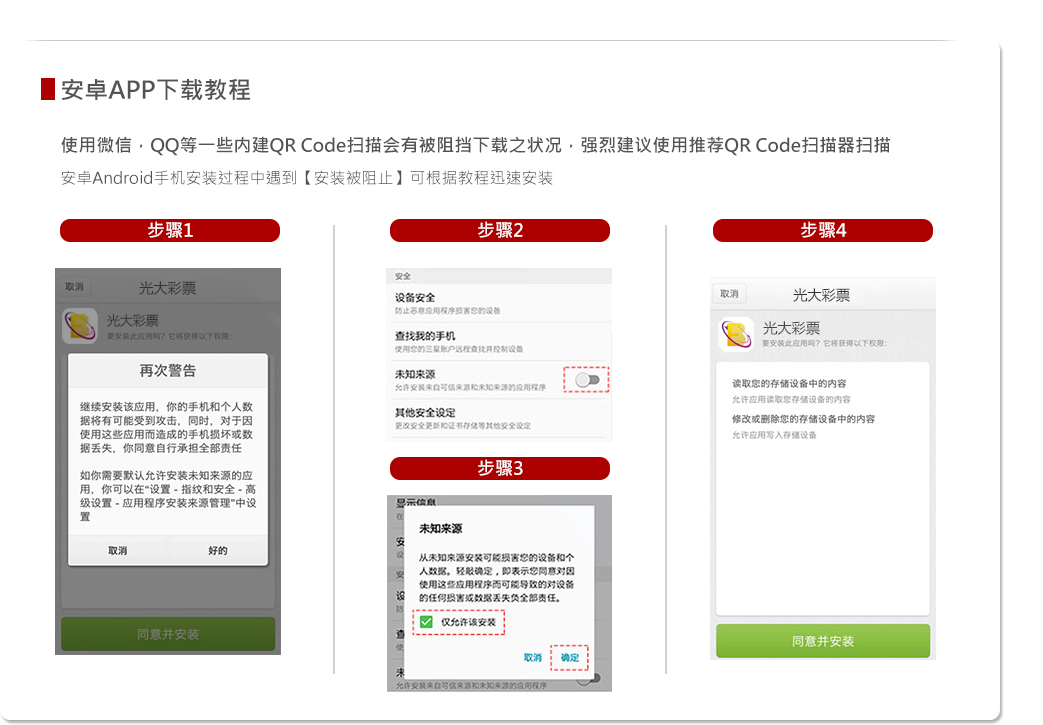 安卓APP下载教程
使用微信，QQ等一些内建QR Code扫描会有被阻挡下载之状况，强烈建议使用推荐QR Code扫描器扫描
安卓Android手机安装过程中遇到【安装被阻止】可根据教程迅速安装
步骤1
取消
光大彩票
光大彩票
要安装此应用吗？它将获得以下权限：
再次警告
继续安装该应用，你的手机和个人数
据将有可能受到攻击，同时，对于因
使用这些应用而造成的手机损坏或数
据丢失，你同意自行承担全部责任
如你需要默认允许安装未知来源的应
用，你可以在“设置 - 指纹和安全 - 高
级设置 - 应用程序安装来源管理”中设
置
取消
好的
同意并安装
步骤2
安全
设备安全
防止恶意应用程序损害您的设备
查找我的手机
使用您的三星账户远程查找并控制设备
未知来源
允许安装来自可信来源和未知来源的应用程序
其他安全设定
更改安全更新和证书存储等其他安全设定
步骤3
显示信息
在
安
设
安
设
防
查
使
未知来源
从未知来源安装可能损害您的设备和个
人数据。轻敲确定，即表示您同意对因
使用这些应用程序而可能导致的对设备
的任何损害或数据丢失负全部责任。
仅允许该安装
取消
确定
未
允许安装来自可信来源和未知来源的应用程序
步骤4
取消
光大彩票
光大彩票
要安装此应用吗？它将获得以下权限：
读取您的存储设备中的内容
允许应用读取您存储设备的内容
修改或删除您的存储设备中的内容
允许应用写入存储设备
同意并安装